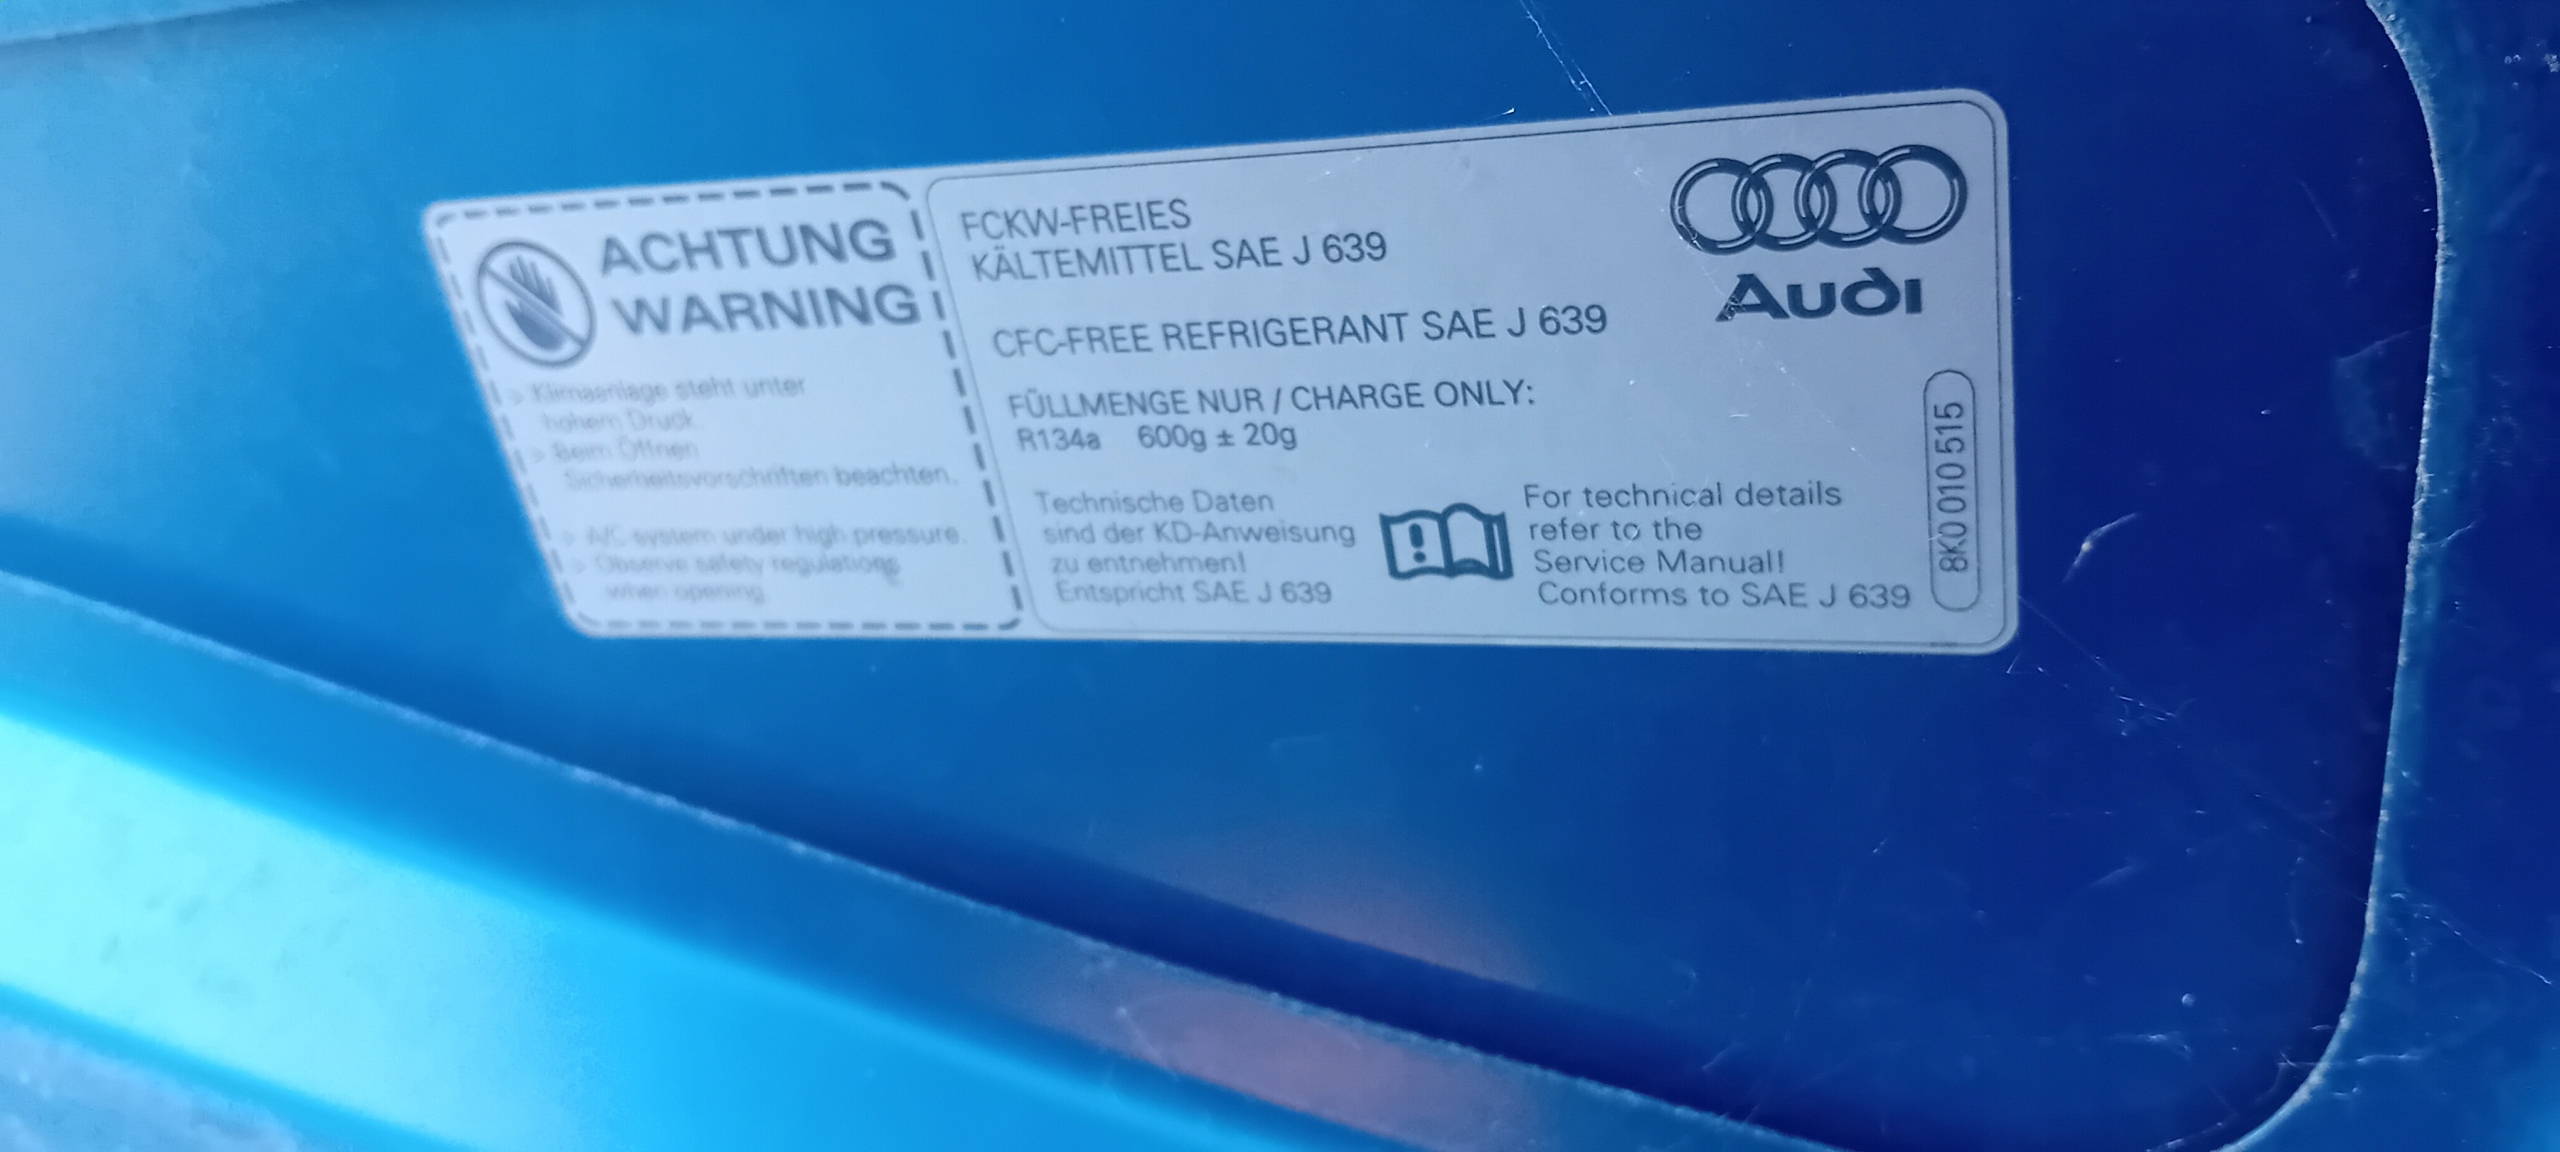 ACHTUNG
WARNING
> Klimaanlage steht unter
hohem Druck.
> Beim Öffnen
Sicherheitsvorschriften beachten.
> A/C system under high pressure.
> Observe safety regulations
when opening.
FCKW-FREIES
KÄLTEMITTEL SAE J 639
CFC-FREE REFRIGERANT SAE J 639
FÜLLMENGE NUR / CHARGE ONLY:
R134a 600g ± 20g
Technische Daten
sind der KD-Anweisung
zu entnehmen!
Entspricht SAE J 639
For technical details
refer to the
Service Manual!
Conforms to SAE J 639
Audi
8K0 010 515